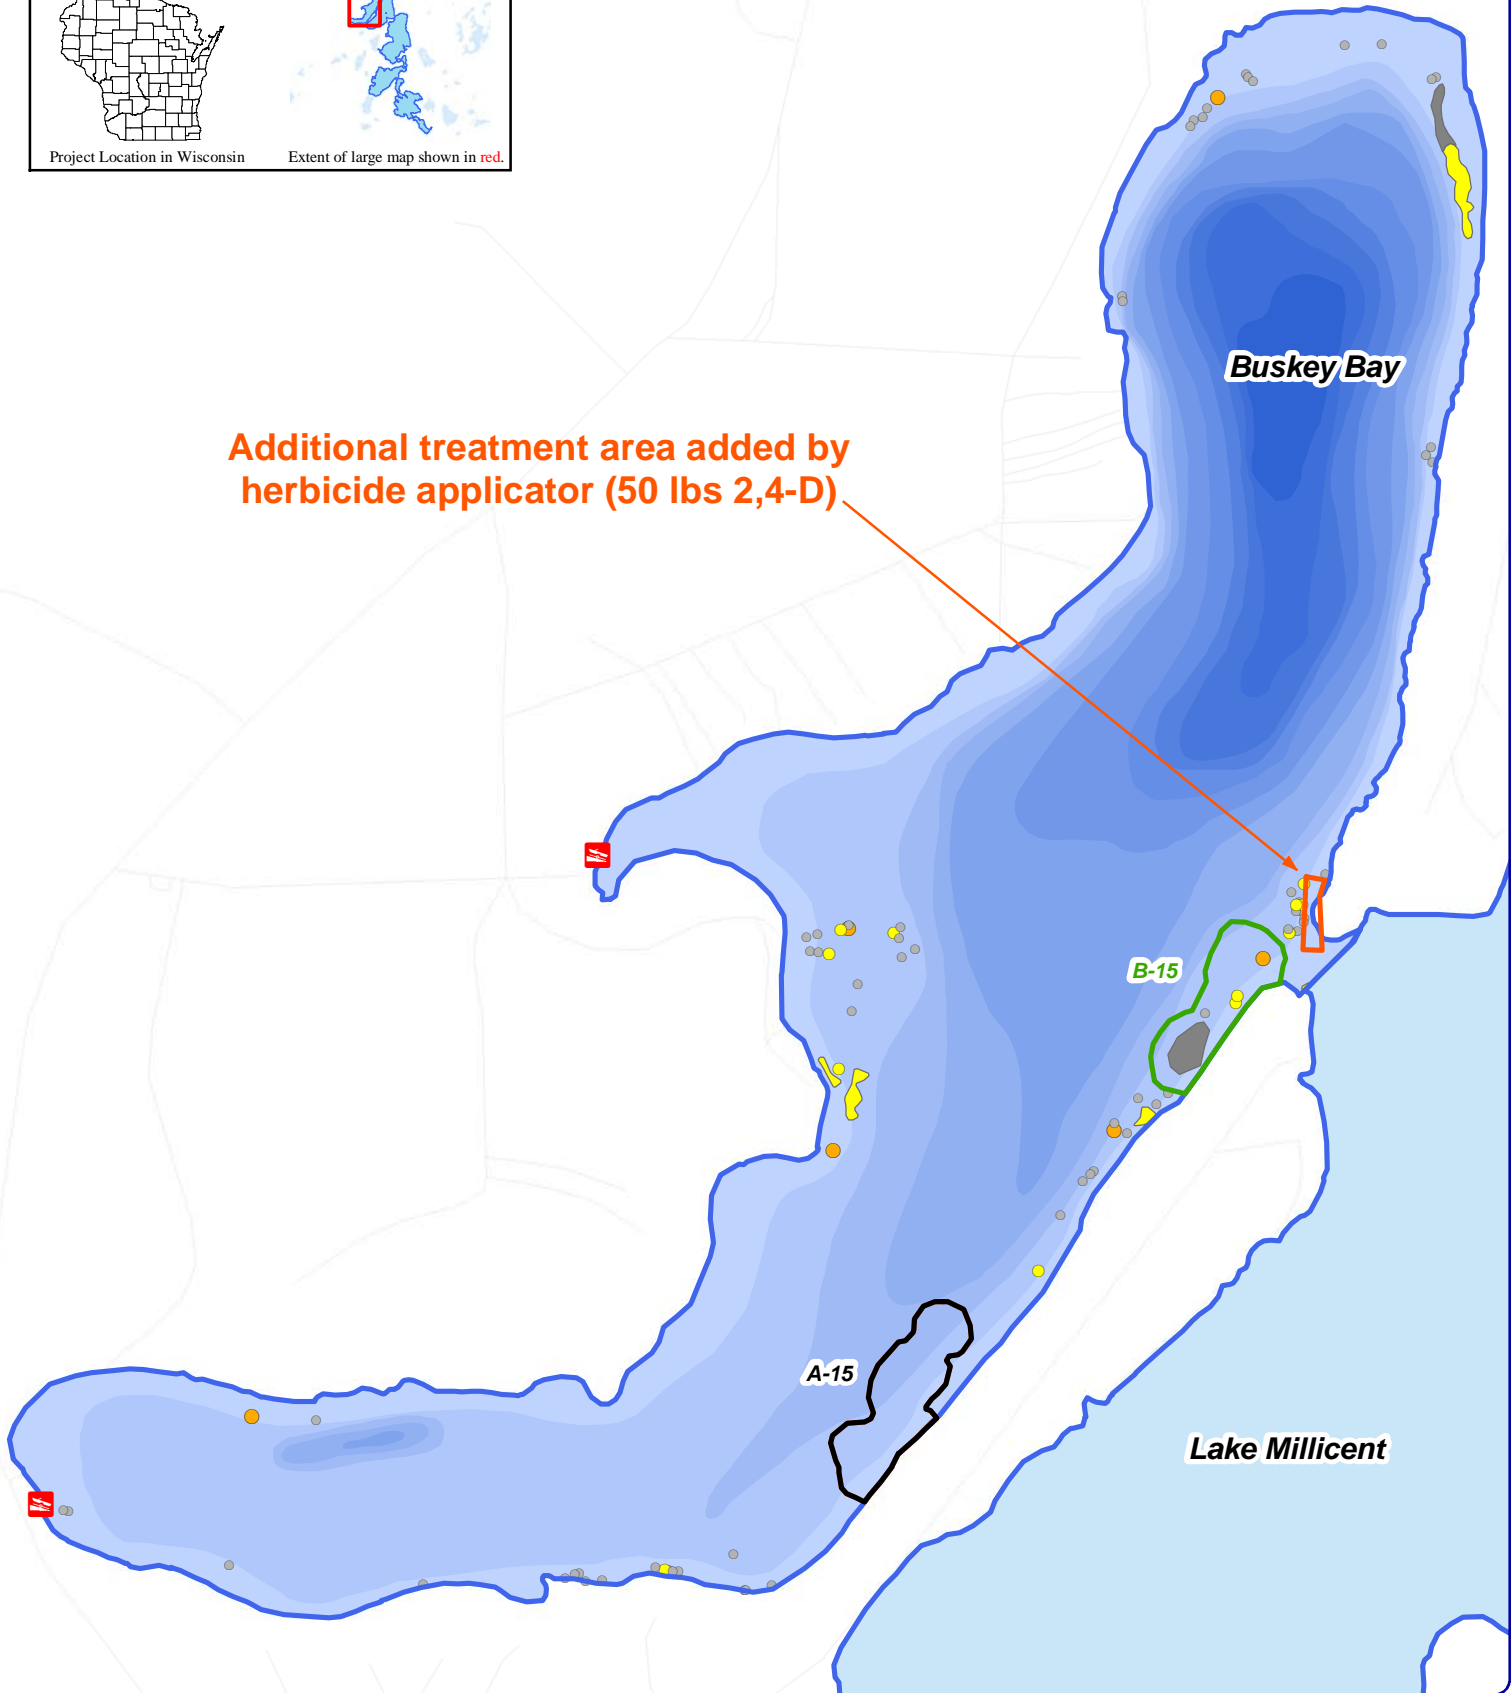 Project Location in Wisconsin
Extent of large map shown in red.
Buskey Bay
Additional treatment area added by
herbicide applicator (50 lbs 2,4-D)
B-15
A-15
Lake Millicent